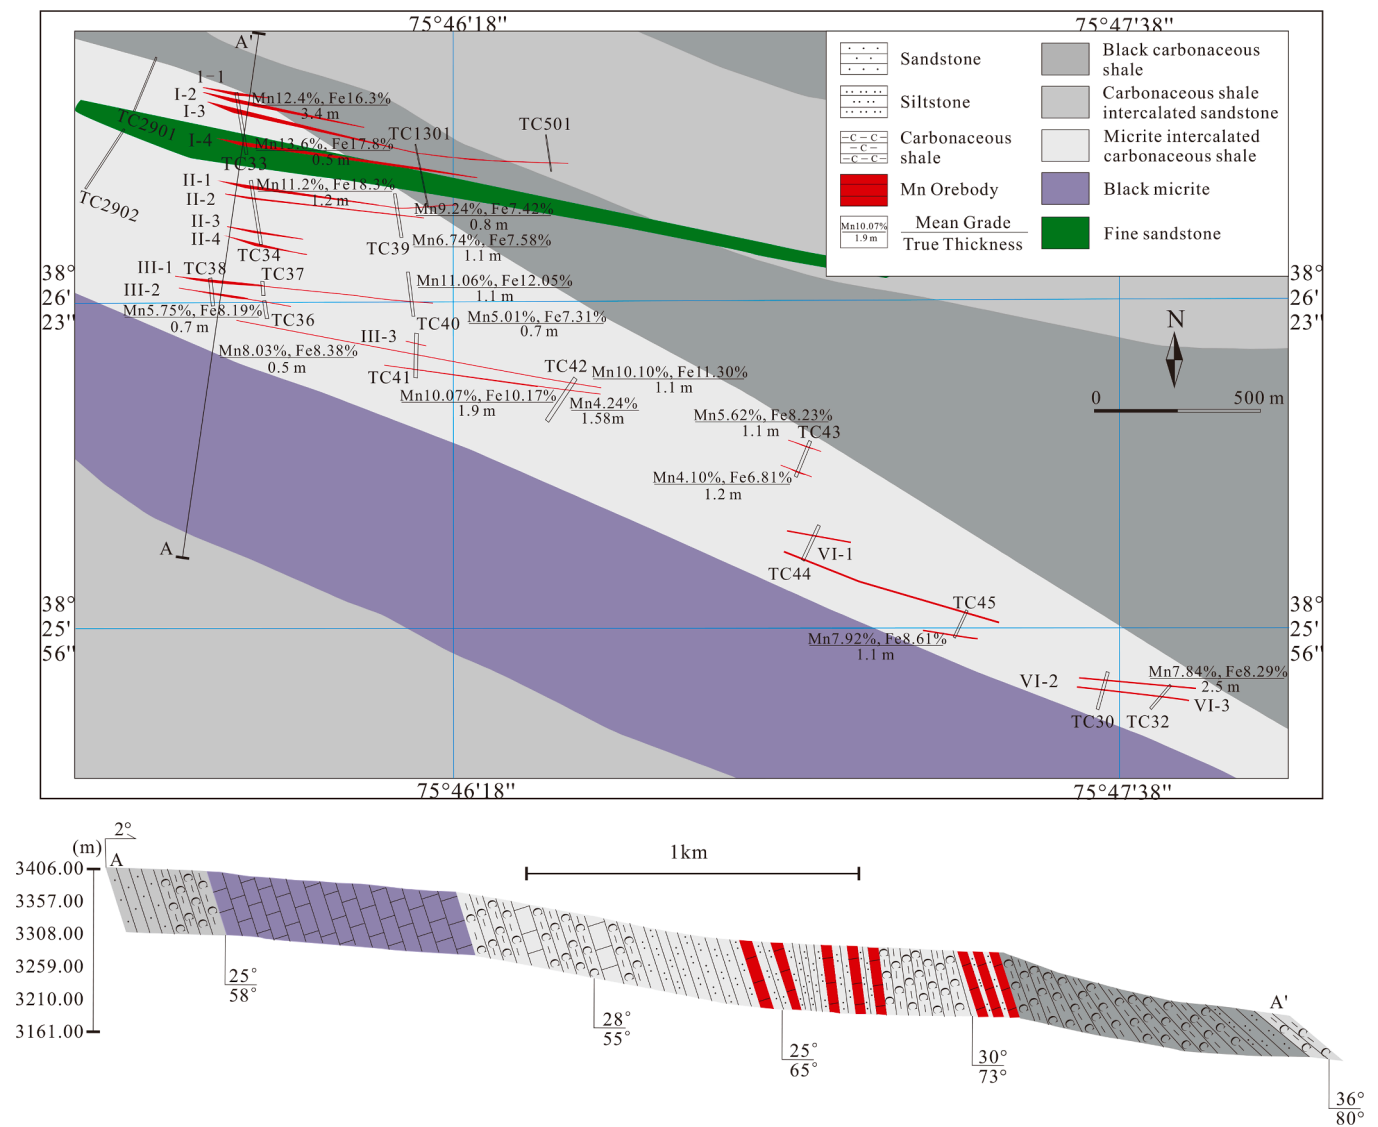 75°46'18"
75°47'38"
A'
I-1
I-2
I-3
I-4
Mn12.4%, Fe16.3%
3.4 m
TC2901
TC2902
TC33
Mn13.6%, Fe17.8%
0.5 m
TC1301
TC501
II-1
II-2
II-3
II-4
Mn11.2%, Fe18.3%
1.2 m
Mn9.24%, Fe7.42%
0.8 m
TC39
Mn6.74%, Fe7.58%
1.1 m
TC34
III-1
III-2
TC38
TC37
TC36
Mn5.75%, Fe8.19%
0.7 m
Mn11.06%, Fe12.05%
1.1 m
TC40
Mn5.01%, Fe7.31%
0.7 m
III-3
Mn8.03%, Fe8.38%
0.5 m
TC41
TC42
Mn10.10%, Fe11.30%
1.1 m
Mn10.07%, Fe10.17%
1.9 m
Mn4.24%
1.58m
Mn5.62%, Fe8.23%
1.1 m
TC43
Mn4.10%, Fe6.81%
1.2 m
A
VI-1
TC44
TC45
Mn7.92%, Fe8.61%
1.1 m
VI-2
Mn7.84%, Fe8.29%
2.5 m
VI-3
TC30
TC32
38°
26'
23"
38°
26'
23"
38°
25'
56"
38°
25'
56"
Sandstone
Siltstone
Carbonaceous
shale
Mn Orebody
Mn10.07%
1.9 m
Mean Grade
True Thickness
Black carbonaceous
shale
Carbonaceous shale
intercalated sandstone
Micrite intercalated
carbonaceous shale
Black micrite
Fine sandstone
N
0
500 m
75°46'18"
75°47'38"
2°
(m)
A
3406.00
3357.00
3308.00
3259.00
3210.00
3161.00
1km
A'
25°
58°
28°
55°
25°
65°
30°
73°
36°
80°